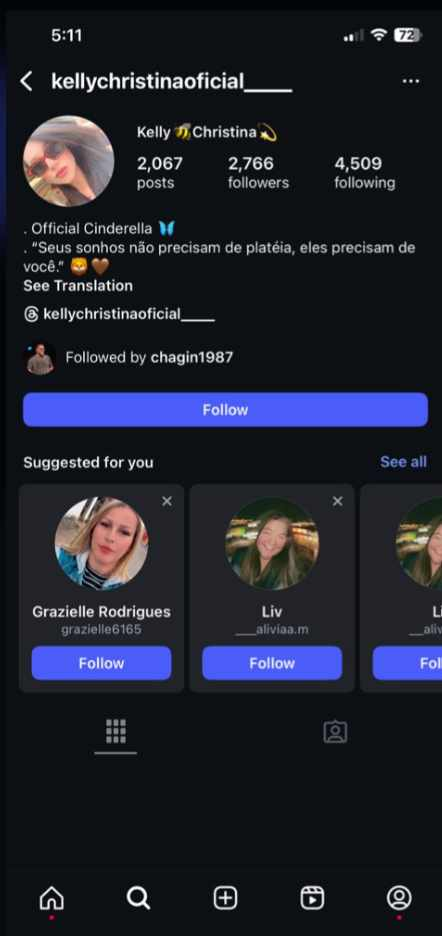 5:11
72
kellychristinaoficial____
Kelly 🐝Christina💫
2,067 2,766 4,509
posts followers following
. Official Cinderella 🦋
. “Seus sonhos não precisam de platéia, eles precisam de
você.“ 🦁🤎
See Translation
kellychristinaoficial____
Followed by chagin1987
Follow
Suggested for you See all
Grazielle Rodrigues Liv
grazielle6165 ___aliviaa.m
Follow Follow